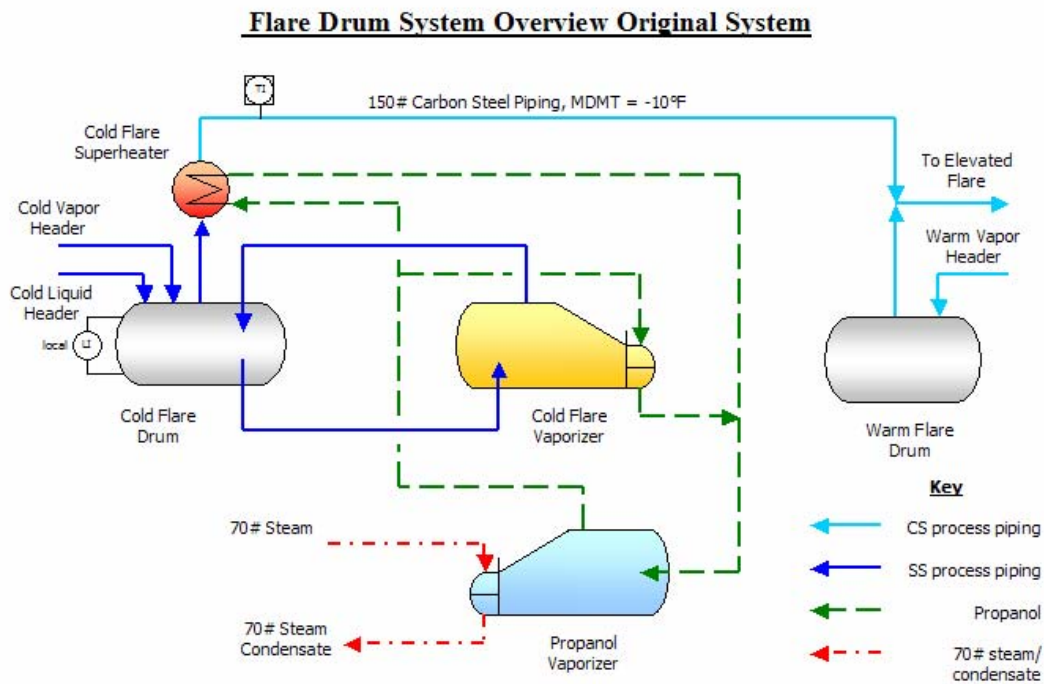 Flare Drum System Overview Original System
TI
150# Carbon Steel Piping, MDMT = -10°F
Cold Flare
Superheater
To Elevated
Flare
Cold Vapor
Header
Warm Vapor
Header
Cold Liquid
Header
local
LI
Cold Flare
Drum
Cold Flare
Vaporizer
Warm Flare
Drum
Key
70# Steam
CS process piping
SS process piping
Propanol
70# Steam
Condensate
Propanol
Vaporizer
70# steam/
condensate